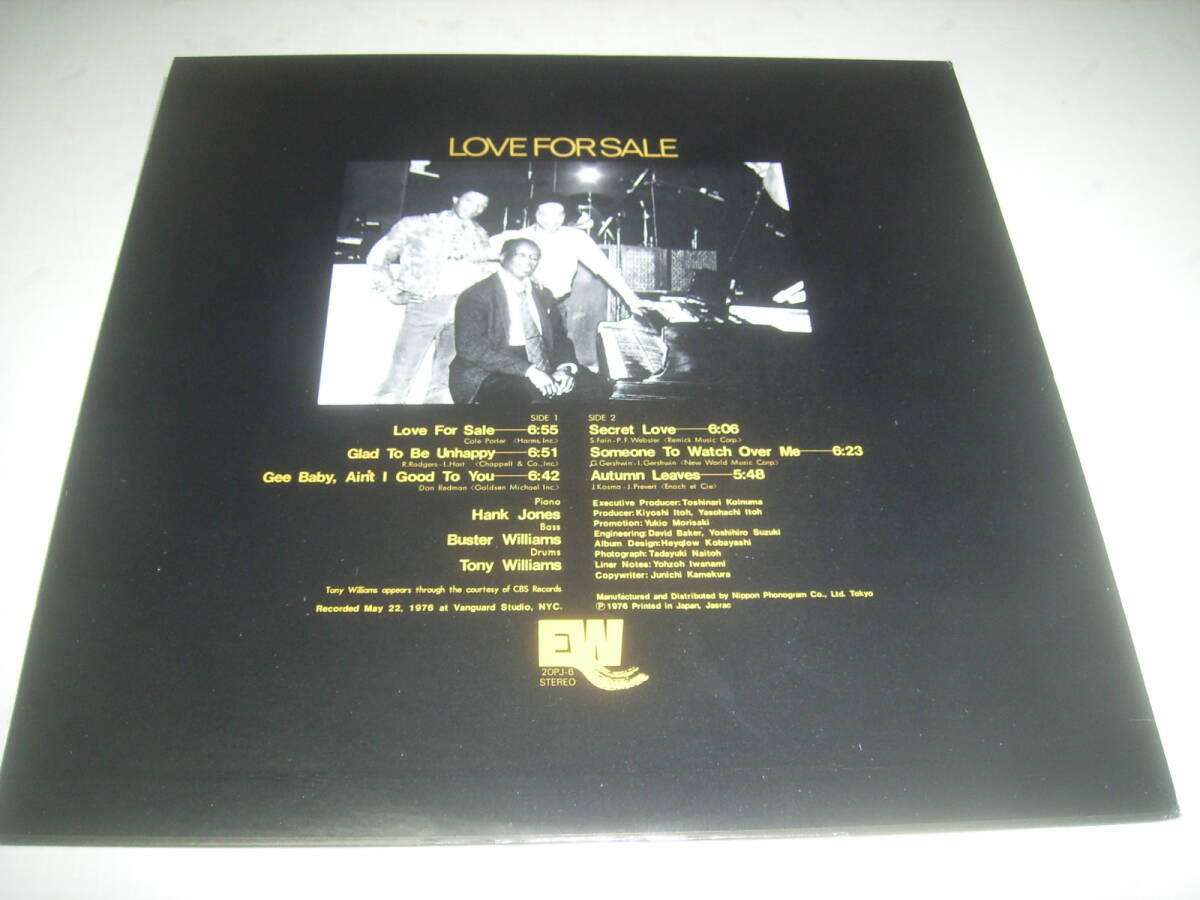 LOVE FOR SALE
SIDE 1
Love For Sale——6:55
Cole Porter (Harms, Inc.)
Glad To Be Unhappy——6:51
R. Rodgers - L. Hart (Chappell & Co., Inc.)
Gee Baby, Ain't I Good To You——6:42
Don Redman (Goldsen Michael Inc.)
Piano
Hank Jones
Bass
Buster Williams
Drums
Tony Williams
Tony Williams appears through the courtesy of CBS Records
Recorded May 22, 1976 at Vanguard Studio, NYC.
SIDE 2
Secret Love——6:06
S. Fain - P. F. Webster (Remick Music Corp.)
Someone To Watch Over Me——6:23
G. Gershwin - I. Gershwin (New World Music Corp.)
Autumn Leaves——5:48
J. Kosma - J. Prevert (Enoch et Cie)
Executive Producer: Toshinari Koinuma
Producer: Kiyoshi Itoh, Yasohachi Itoh
Promotion: Yukio Morisaki
Engineering: David Baker, Yoshihiro Suzuki
Album Design: Heyqlow Kobayashi
Photograph: Tadayuki Naitoh
Liner Notes: Yohzoh Iwanami
Copywriter: Junichi Kamekura
Manufactured and Distributed by Nippon Phonogram Co., Ltd. Tokyo
Ⓟ 1976 Printed in Japan, Jasrac
EW
20PJ-6
STEREO